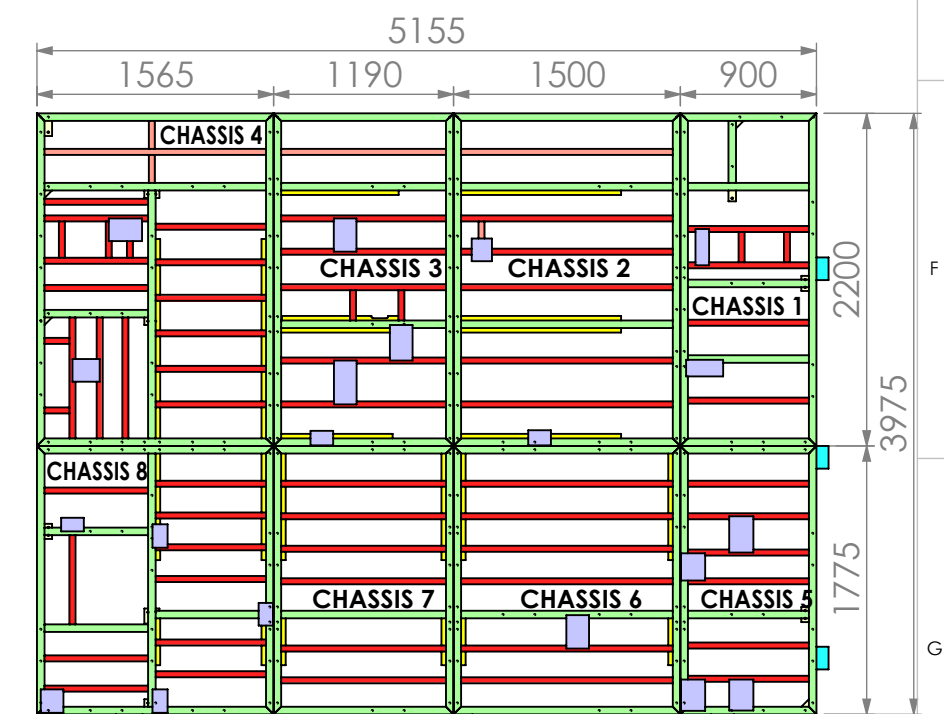 5155
1565 1190 1500 900
CHASSIS 4
CHASSIS 3 CHASSIS 2
F
2200
CHASSIS 1
3975
CHASSIS 8
1775
CHASSIS 7 CHASSIS 6 CHASSIS 5
G